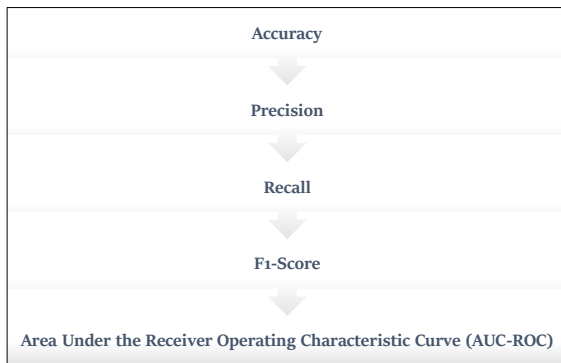 Accuracy
Precision
Recall
F1-Score
Area Under the Receiver Operating Characteristic Curve (AUC-ROC)